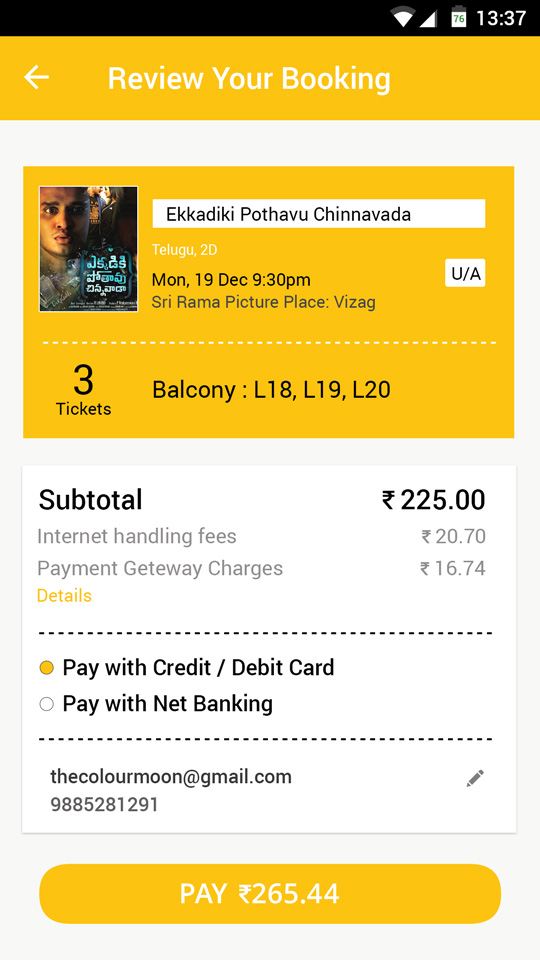 76 13:37
Review Your Booking
ఎక్కడికి
పోతావు
చిన్నవాడా
Ekkadiki Pothavu Chinnavada
Telugu, 2D
Mon, 19 Dec 9:30pm
U/A
Sri Rama Picture Place: Vizag
3
Tickets
Balcony : L18, L19, L20
Subtotal ₹ 225.00
Internet handling fees ₹ 20.70
Payment Geteway Charges ₹ 16.74
Details
Pay with Credit / Debit Card
Pay with Net Banking
thecolourmoon@gmail.com
9885281291
PAY ₹265.44